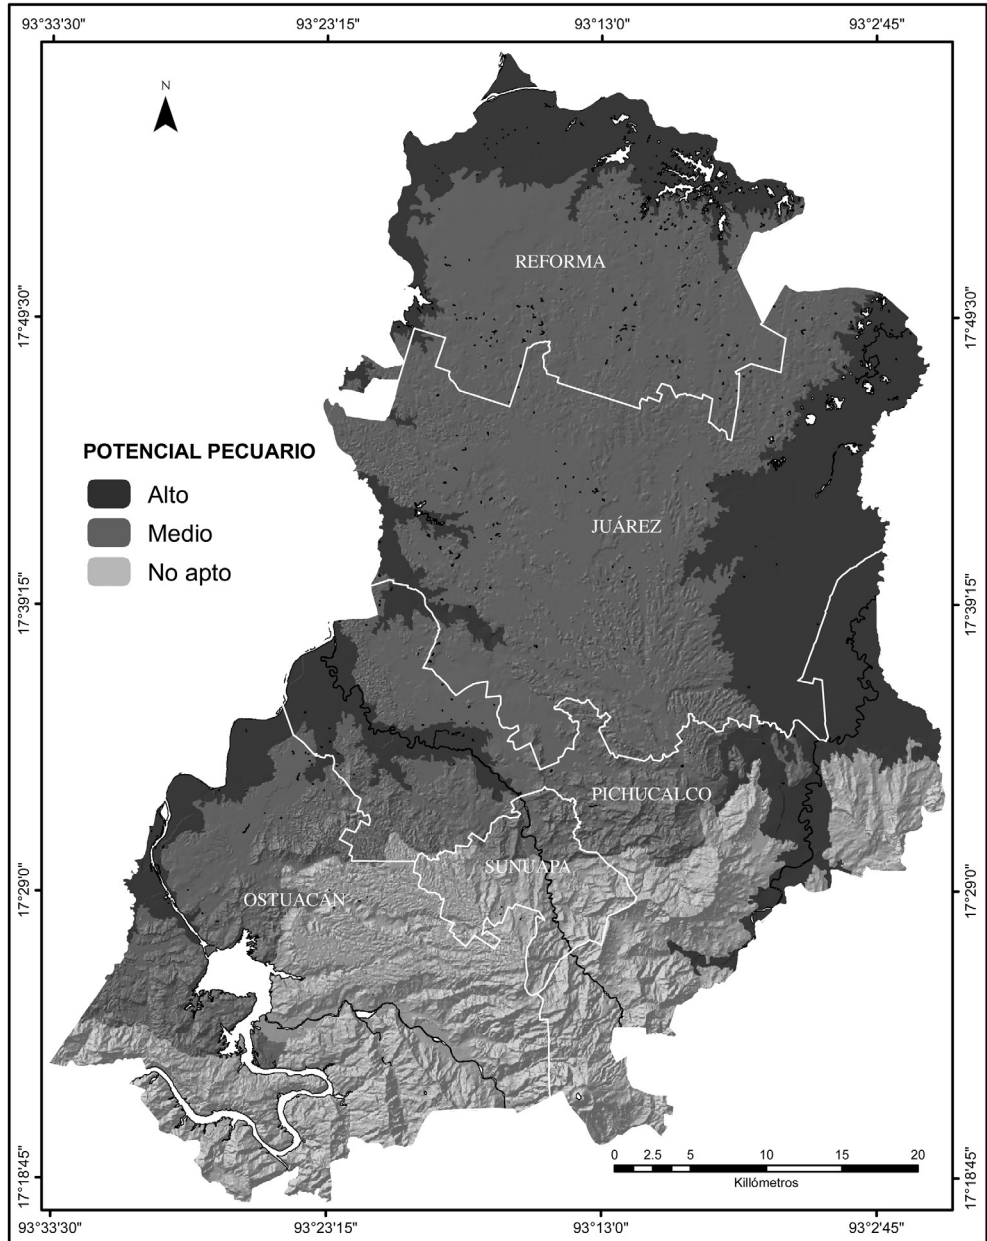 93°33'30"
93°23'15"
93°13'0"
93°2'45"
N
REFORMA
17°49'30"
17°49'30"
POTENCIAL PECUARIO
Alto
Medio
No apto
JUÁREZ
17°39'15"
17°39'15"
PICHUCALCO
SUNUAPA
OSTUACÁN
17°29'0"
17°29'0"
0 2.5 5 10 15 20
Killómetros
17°18'45"
17°18'45"
93°33'30"
93°23'15"
93°13'0"
93°2'45"